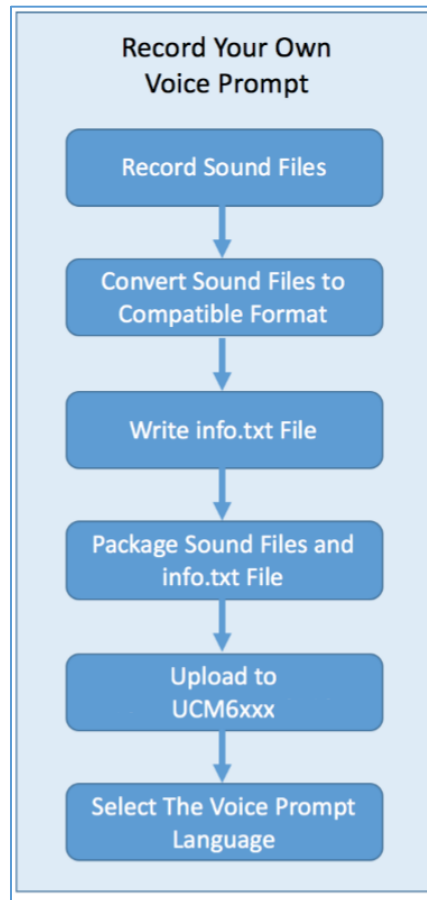 Record Your Own
Voice Prompt
Record Sound Files
Convert Sound Files to
Compatible Format
Write info.txt File
Package Sound Files and
info.txt File
Upload to
UCM6xxx
Select The Voice Prompt
Language